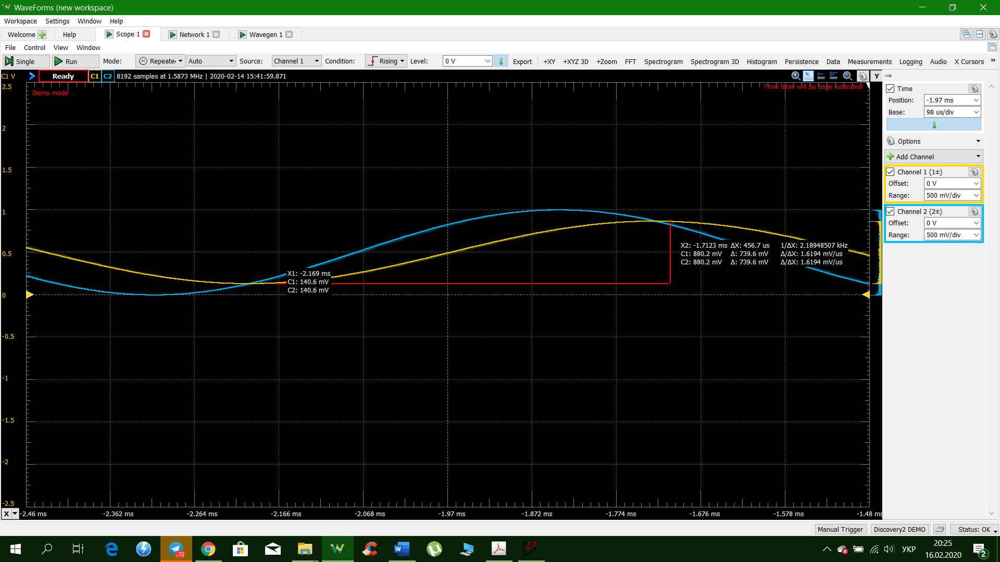 WaveForms (new workspace)
Workspace Settings Window Help
Welcome Help Scope 1 Network 1 Wavegen 1
File Control View Window
Single Run Mode: Repeate Auto Source: Channel 1 Condition: Rising Level: 0 V Export +XY +XYZ 3D +Zoom FFT Spectrogram Spectrogram 3D Histogram Persistence Data Measurements Logging Audio X Cursors »
C1 V Ready C1 C2 8192 samples at 1.5873 MHz | 2020-02-14 15:41:59.871 Y
Demo mode
Time base will be base extended!
2.5
2
1.5
1
0.5
0
-0.5
-1
-1.5
-2
-2.5
X1: -2.169 ms
C1: 140.6 mV
C2: 140.6 mV
X2: -1.7123 ms ΔX: 456.7 us 1/ΔX: 2.18948507 kHz
C1: 880.2 mV Δ: 739.6 mV Δ/ΔX: 1.6194 mV/us
C2: 880.2 mV Δ: 739.6 mV Δ/ΔX: 1.6194 mV/us
X -2.46 ms -2.362 ms -2.264 ms -2.166 ms -2.068 ms -1.97 ms -1.872 ms -1.774 ms -1.676 ms -1.578 ms -1.48 ms
Time
Position: -1.97 ms
Base: 98 us/div
Options
Add Channel
Channel 1 (1±)
Offset: 0 V
Range: 500 mV/div
Channel 2 (2±)
Offset: 0 V
Range: 500 mV/div
Manual Trigger Discovery2 DEMO Status: OK
72
W
УКР
20:25
16.02.2020
2